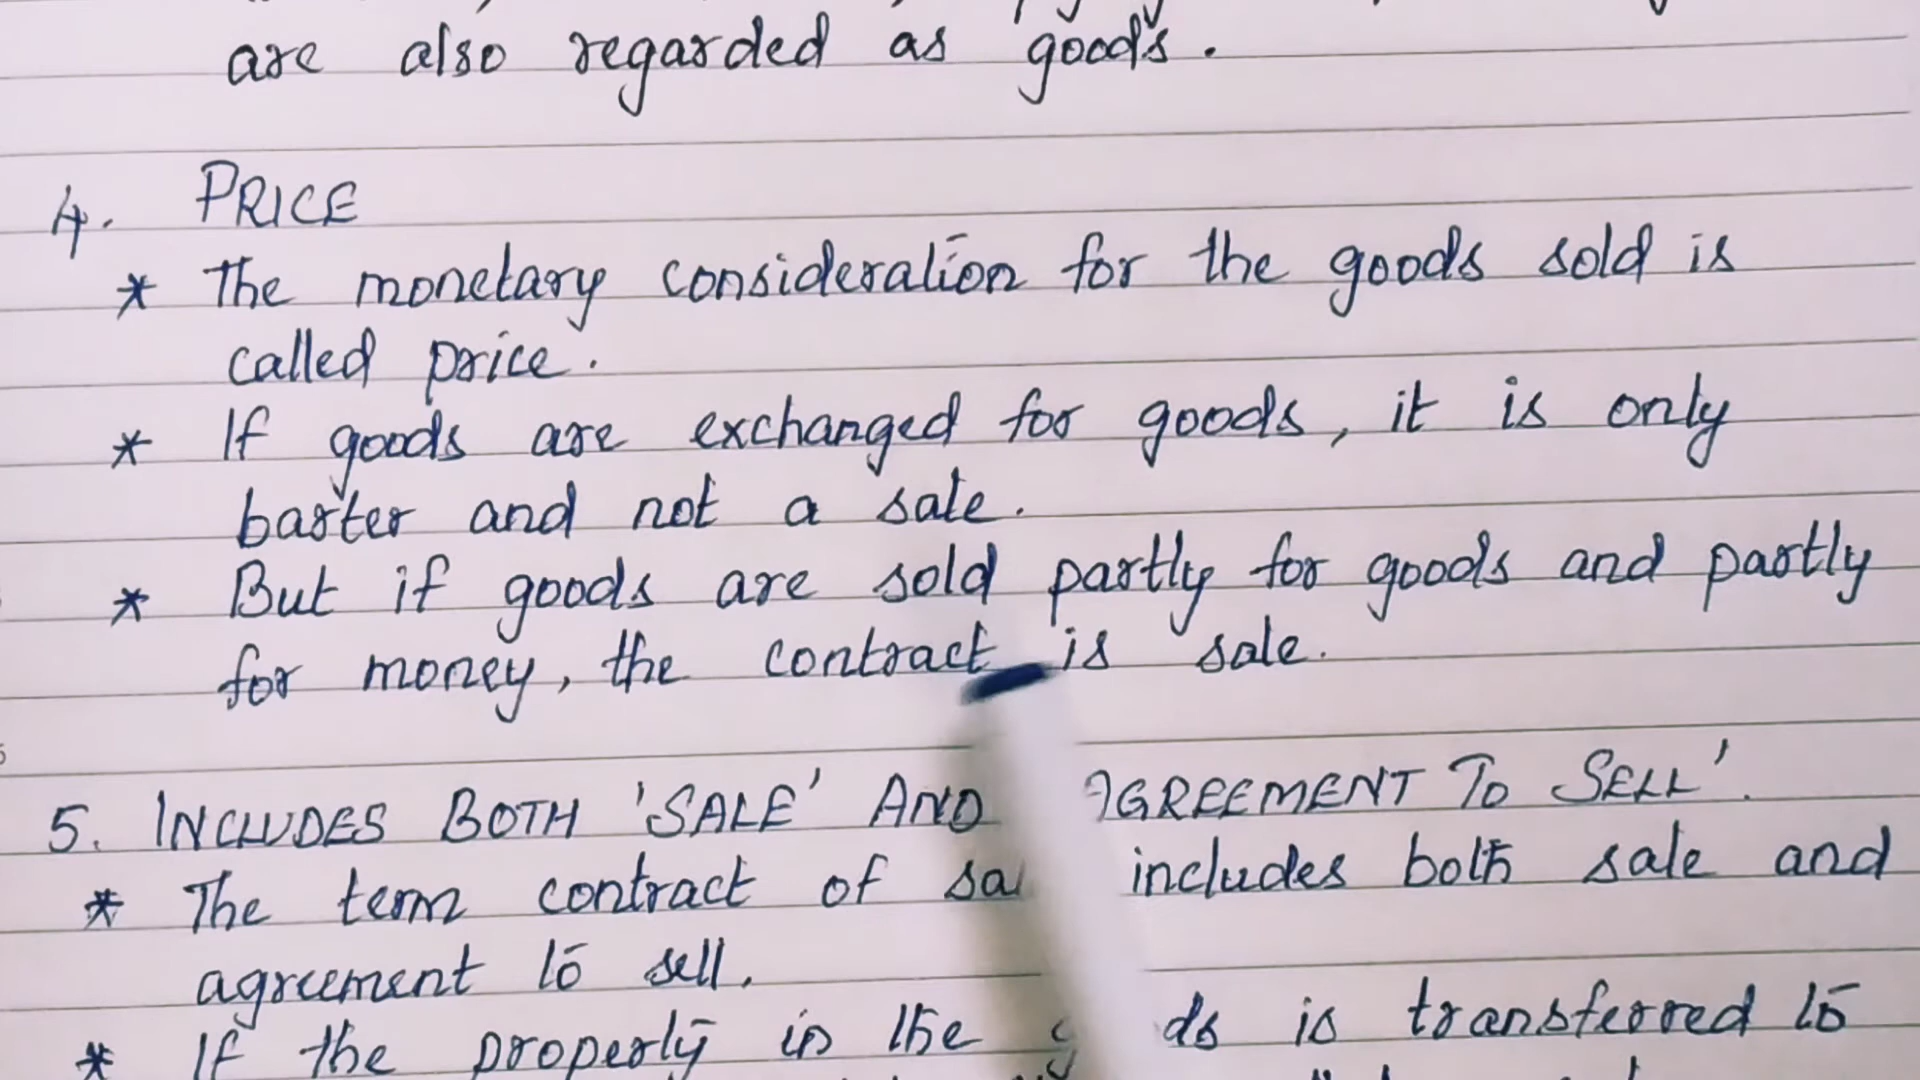 are also regarded as goods.
4. PRICE
* The monetary consideration for the goods sold is
called price.
* If goods are exchanged for goods, it is only
barter and not a sale.
* But if goods are sold partly for goods and partly
for money, the contract is sale.
5. INCLUDES BOTH 'SALE' AND AGREEMENT TO SELL'.
* The term contract of sa includes both sale and
agreement to sell.
* If the property in the ds is transferred to